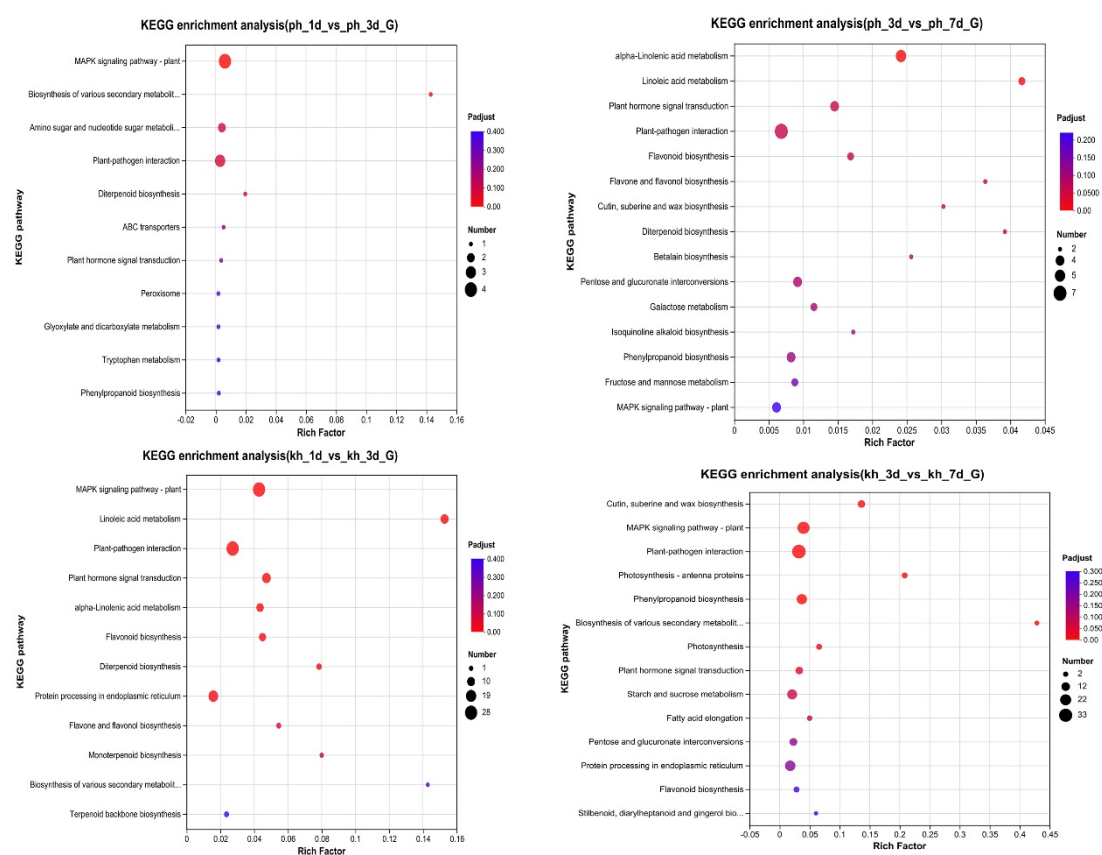 KEGG enrichment analysis(ph_1d_vs_ph_3d_G)
KEGG pathway
MAPK signaling pathway - plant
Biosynthesis of various secondary metabolit...
Amino sugar and nucleotide sugar metaboli...
Plant-pathogen interaction
Diterpenoid biosynthesis
ABC transporters
Plant hormone signal transduction
Peroxisome
Glyoxylate and dicarboxylate metabolism
Tryptophan metabolism
Phenylpropanoid biosynthesis
-0.02 0 0.02 0.04 0.06 0.08 0.1 0.12 0.14 0.16
Rich Factor
Padjust
0.400
0.300
0.200
0.100
0.00
Number
1
2
3
4
KEGG enrichment analysis(ph_3d_vs_ph_7d_G)
KEGG pathway
alpha-Linolenic acid metabolism
Linoleic acid metabolism
Plant hormone signal transduction
Plant-pathogen interaction
Flavonoid biosynthesis
Flavone and flavonol biosynthesis
Cutin, suberine and wax biosynthesis
Diterpenoid biosynthesis
Betalain biosynthesis
Pentose and glucuronate interconversions
Galactose metabolism
Isoquinoline alkaloid biosynthesis
Phenylpropanoid biosynthesis
Fructose and mannose metabolism
MAPK signaling pathway - plant
0 0.005 0.01 0.015 0.02 0.025 0.03 0.035 0.04 0.045
Rich Factor
Padjust
0.200
0.150
0.100
0.0500
0.00
Number
2
4
5
7
KEGG enrichment analysis(kh_1d_vs_kh_3d_G)
KEGG pathway
MAPK signaling pathway - plant
Linoleic acid metabolism
Plant-pathogen interaction
Plant hormone signal transduction
alpha-Linolenic acid metabolism
Flavonoid biosynthesis
Diterpenoid biosynthesis
Protein processing in endoplasmic reticulum
Flavone and flavonol biosynthesis
Monoterpenoid biosynthesis
Biosynthesis of various secondary metabolit...
Terpenoid backbone biosynthesis
0 0.02 0.04 0.06 0.08 0.1 0.12 0.14 0.16
Rich Factor
Padjust
0.400
0.300
0.200
0.100
0.00
Number
1
10
19
28
KEGG enrichment analysis(kh_3d_vs_kh_7d_G)
KEGG pathway
Cutin, suberine and wax biosynthesis
MAPK signaling pathway - plant
Plant-pathogen interaction
Photosynthesis - antenna proteins
Phenylpropanoid biosynthesis
Biosynthesis of various secondary metabolit...
Photosynthesis
Plant hormone signal transduction
Starch and sucrose metabolism
Fatty acid elongation
Pentose and glucuronate interconversions
Protein processing in endoplasmic reticulum
Flavonoid biosynthesis
Stilbenoid, diarylheptanoid and gingerol bio...
-0.05 0 0.05 0.1 0.15 0.2 0.25 0.3 0.35 0.4 0.45
Rich Factor
Padjust
0.300
0.250
0.200
0.150
0.100
0.0500
0.00
Number
2
12
22
33